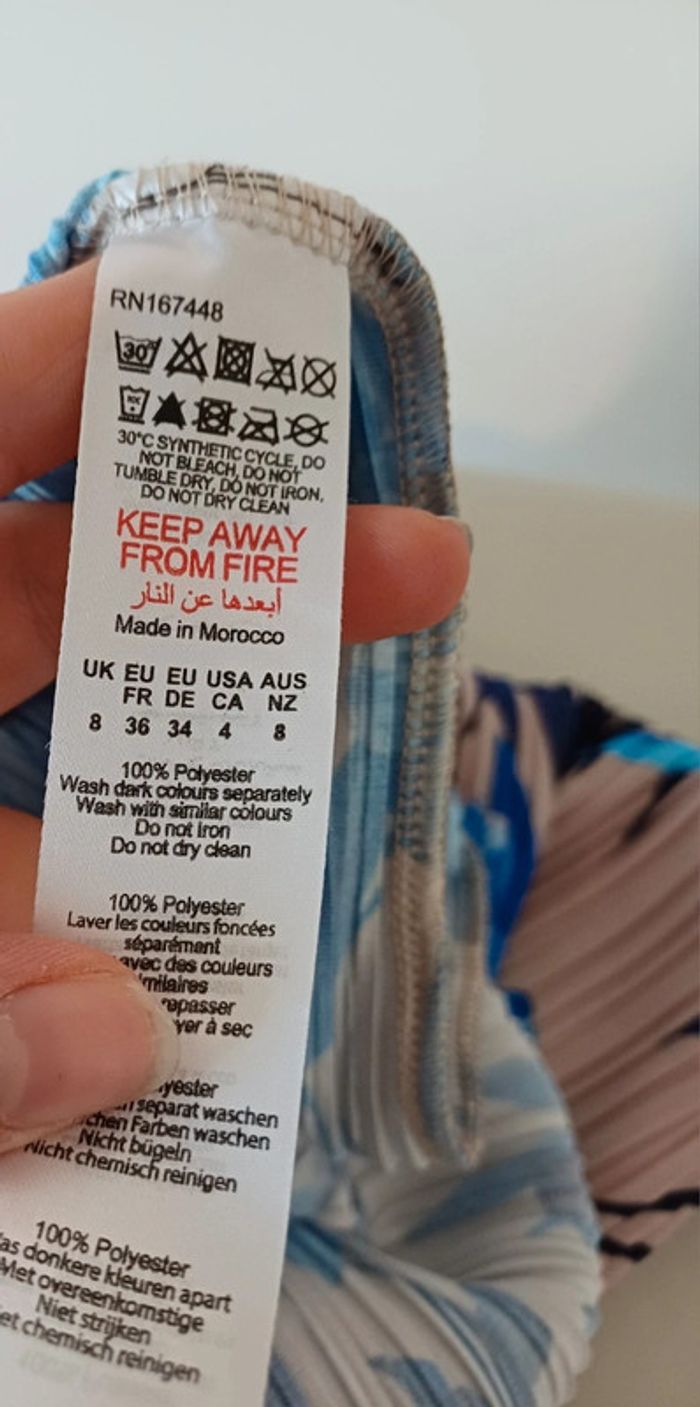 RN167448
30°
30C
30°C SYNTHETIC CYCLE, DO
NOT BLEACH, DO NOT
TUMBLE DRY, DO NOT IRON,
DO NOT DRY CLEAN
KEEP AWAY
FROM FIRE
أبعدها عن النار
Made in Morocco
UK EU EU USA AUS
FR DE CA NZ
8 36 34 4 8
100% Polyester
Wash dark colours separately
Wash with similar colours
Do not Iron
Do not dry clean
100% Polyester
Laver les couleurs foncées
séparément
avec des couleurs
repasser
à sec
separat waschen
Farben waschen
Nicht bügeln
Nicht chemisch reinigen
100% Polyester
donkere kleuren apart
Met overeenkomstige
Niet strijken
chemisch reinigen